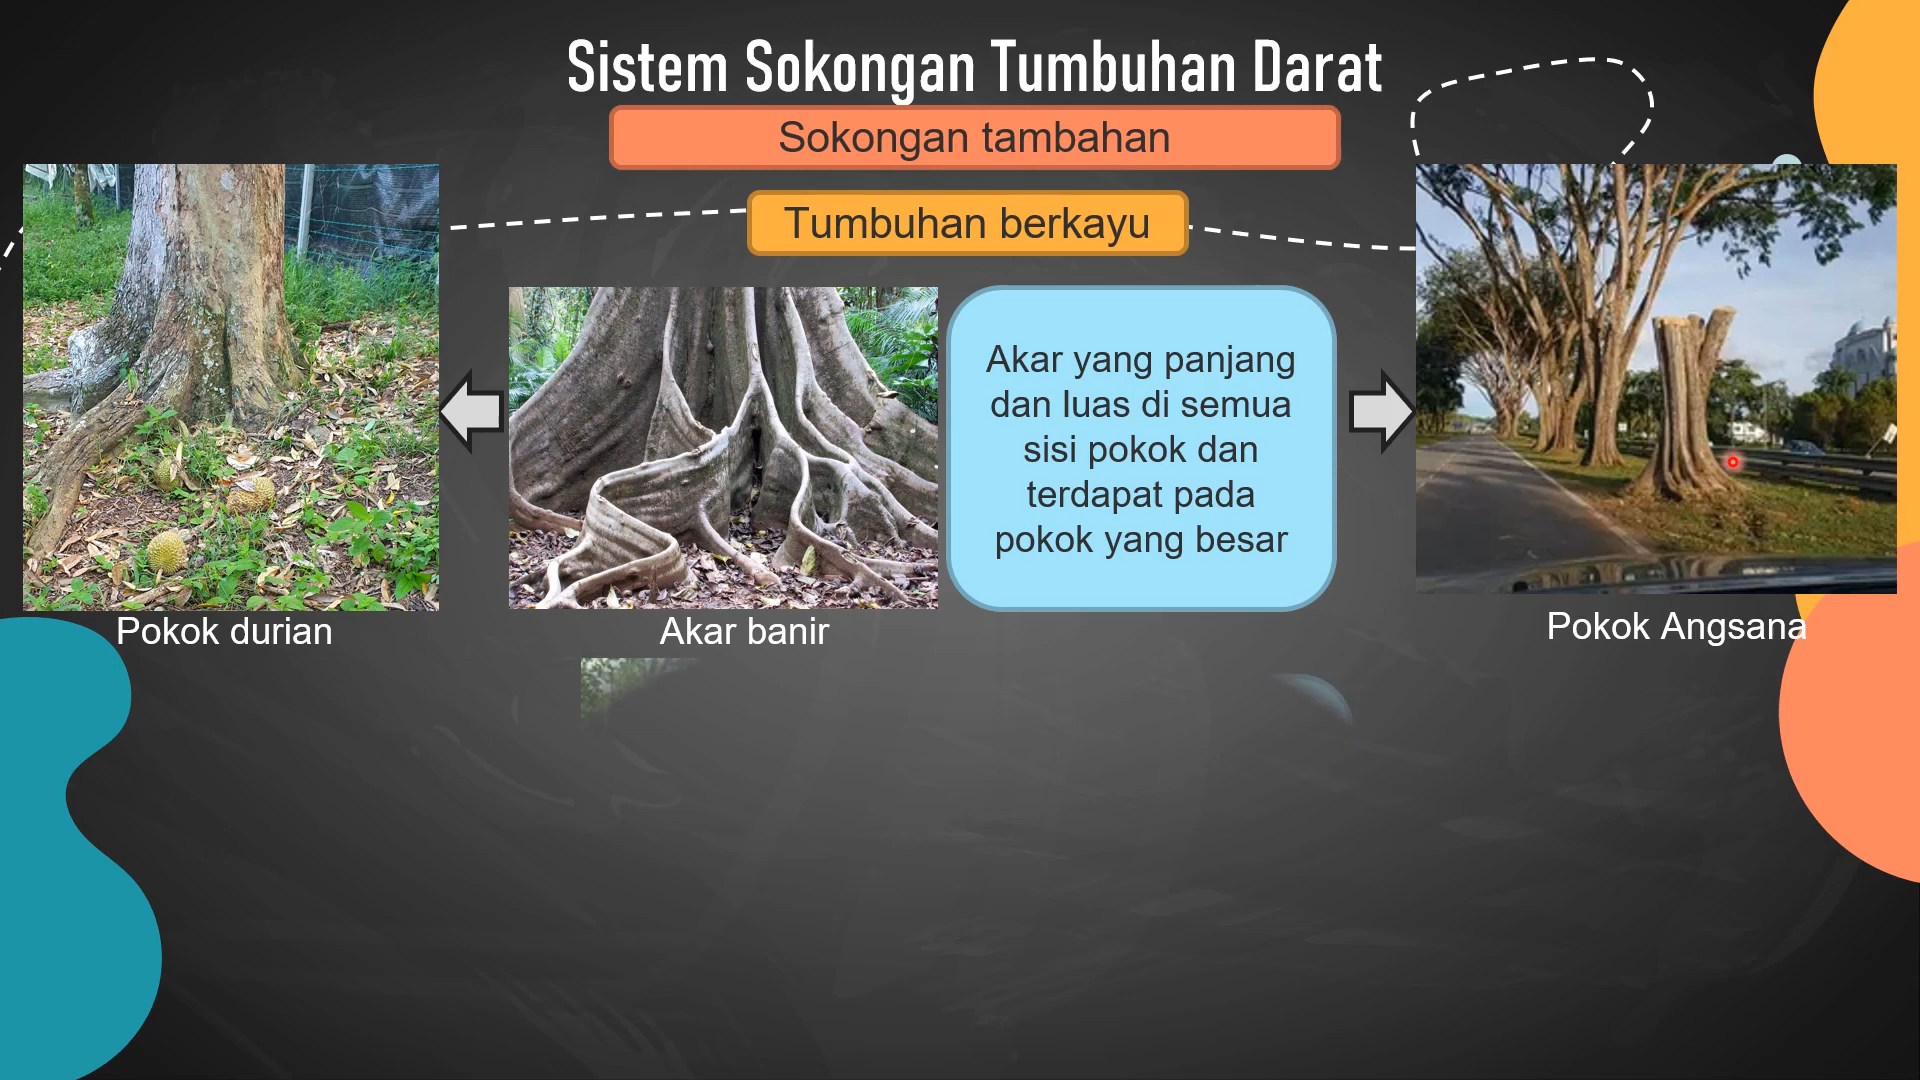 Sistem Sokongan Tumbuhan Darat
Sokongan tambahan
Tumbuhan berkayu
Akar yang panjang
dan luas di semua
sisi pokok dan
terdapat pada
pokok yang besar
Pokok durian
Akar banir
Pokok Angsana